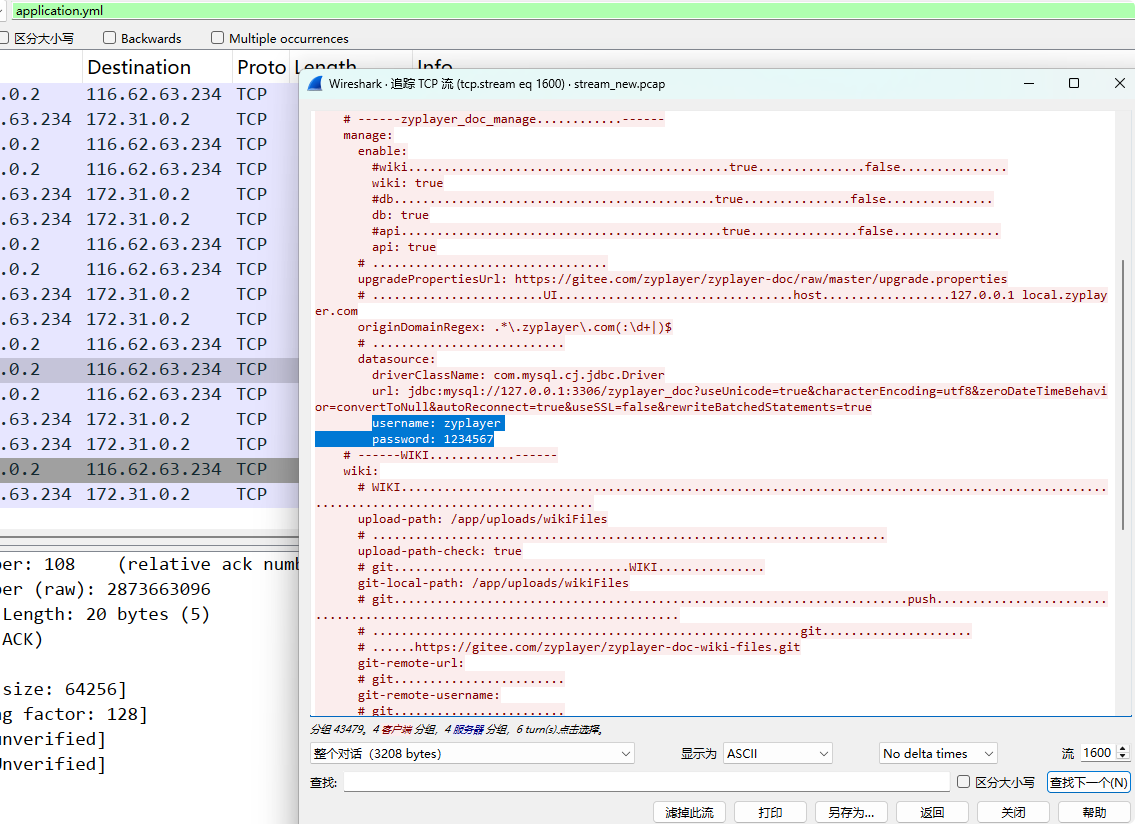 application.yml
区分大小写 Backwards Multiple occurrences
Destination Proto Length Info
.0.2 116.62.63.234 TCP
.63.234 172.31.0.2 TCP
.0.2 116.62.63.234 TCP
.0.2 116.62.63.234 TCP
.63.234 172.31.0.2 TCP
.63.234 172.31.0.2 TCP
.0.2 116.62.63.234 TCP
.0.2 116.62.63.234 TCP
.63.234 172.31.0.2 TCP
.63.234 172.31.0.2 TCP
.0.2 116.62.63.234 TCP
.0.2 116.62.63.234 TCP
.0.2 116.62.63.234 TCP
.63.234 172.31.0.2 TCP
.63.234 172.31.0.2 TCP
.0.2 116.62.63.234 TCP
.63.234 172.31.0.2 TCP
per: 108 (relative ack numb
per (raw): 2873663096
Length: 20 bytes (5)
ACK)
size: 64256]
ng factor: 128]
unverified]
Unverified]
Wireshark · 追踪 TCP 流 (tcp.stream eq 1600) · stream_new.pcap
# ------zyplayer_doc_manage............------
manage:
enable:
#wiki.............................................true...............false...............
wiki: true
#db.............................................true...............false...............
db: true
#api.............................................true...............false...............
api: true
# .................................
upgradePropertiesUrl: https://gitee.com/zyplayer/zyplayer-doc/raw/master/upgrade.properties
# ........................UI.................................host..................127.0.0.1 local.zyplay
er.com
originDomainRegex: .*\.zyplayer\.com(:\d+|)$
# ...........................
datasource:
driverClassName: com.mysql.cj.jdbc.Driver
url: jdbc:mysql://127.0.0.1:3306/zyplayer_doc?useUnicode=true&characterEncoding=utf8&zeroDateTimeBehavi
or=convertToNull&autoReconnect=true&useSSL=false&rewriteBatchedStatements=true
username: zyplayer
password: 1234567
# ------WIKI............------
wiki:
# WIKI...................................................................................................
.......................................
upload-path: /app/uploads/wikiFiles
# ........................................................................
upload-path-check: true
# git.................................WIKI...............
git-local-path: /app/uploads/wikiFiles
# git........................................................................push........................
...................................................
# ............................................................git.....................
# ......https://gitee.com/zyplayer/zyplayer-doc-wiki-files.git
git-remote-url:
# git........................
git-remote-username:
# git........................
分组 43479。4 客户端 分组，4 服务器 分组，6 turn(s).点击选择。
整个对话 (3208 bytes) 显示为 ASCII No delta times 流 1600
查找: 区分大小写 查找下一个(N)
滤掉此流 打印 另存为… 返回 关闭 帮助